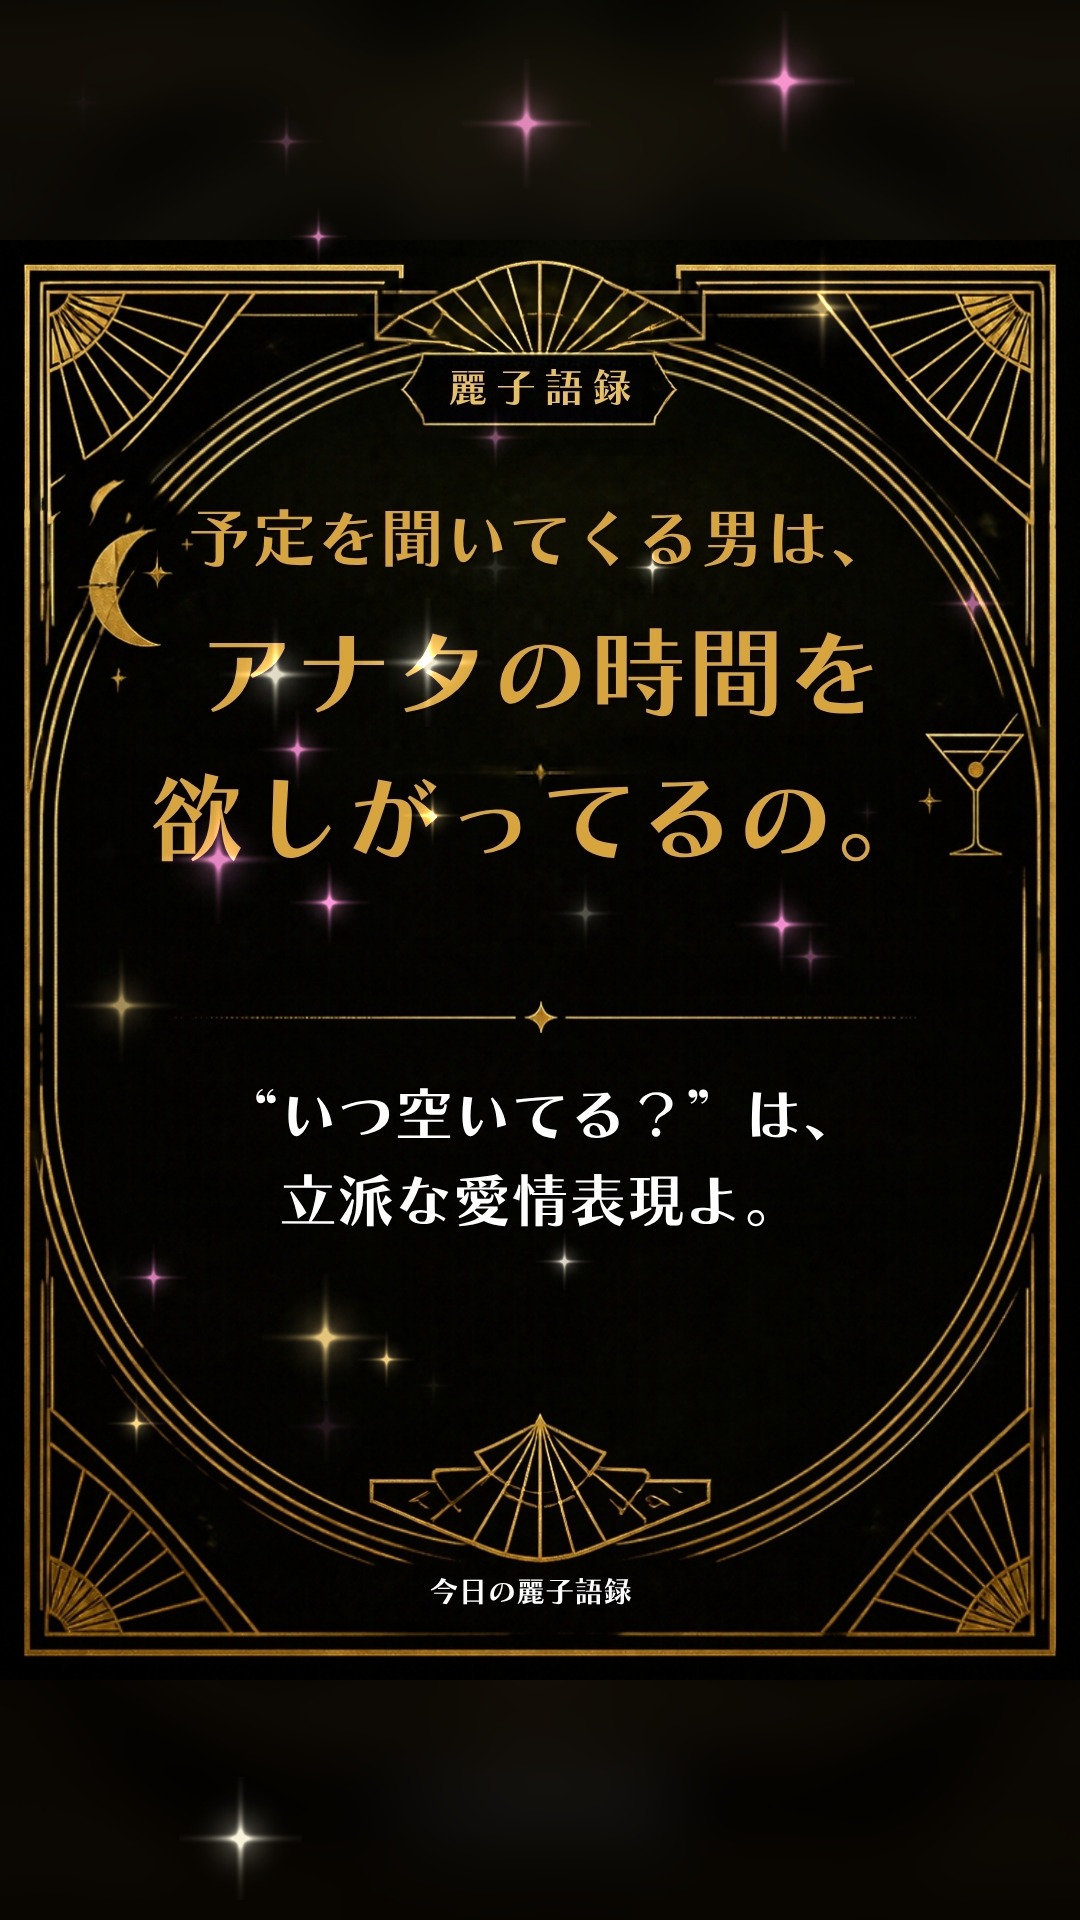 麗子語録
予定を聞いてくる男は、
アナタの時間を
欲しがってるの。
“いつ空いてる？”は、
立派な愛情表現よ。
今日の麗子語録